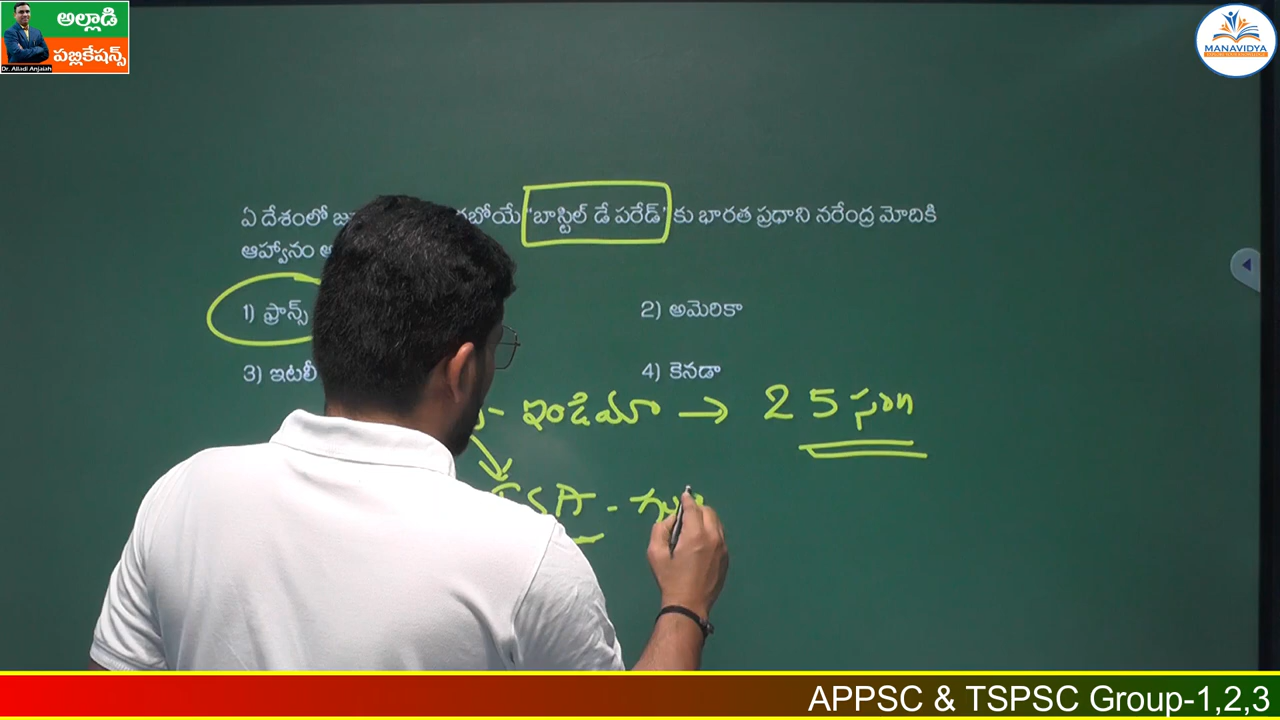 అల్లాడి
పబ్లికేషన్స్
Dr. Alladi Anjaiah
MANAVIDYA
ఏ దేశంలో బోయే 'బాస్టిల్ డే పరేడ్' కు భారత ప్రధాని నరేంద్ర మోదికి
ఆహ్వానం
1) ఫ్రాన్స్ 2) అమెరికా
3) ఇటలీ 4) కెనడా
- ఇండియా → 25 సం॥
-
APPSC & TSPSC Group-1,2,3